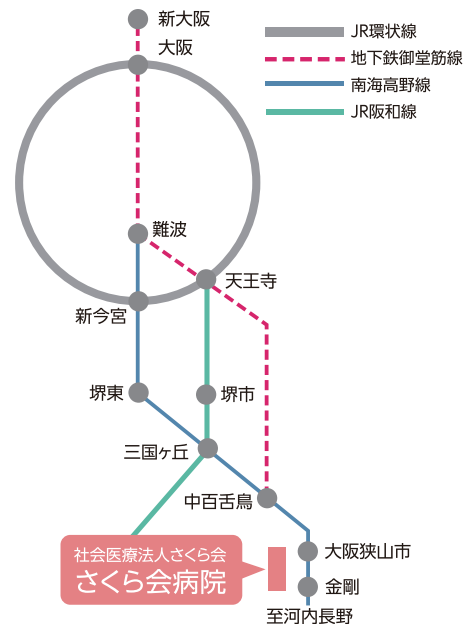 新大阪
大阪
JR環状線
地下鉄御堂筋線
南海高野線
JR阪和線
難波
天王寺
新今宮
堺東
堺市
三国ヶ丘
中百舌鳥
社会医療法人さくら会
さくら会病院
大阪狭山市
金剛
至河内長野